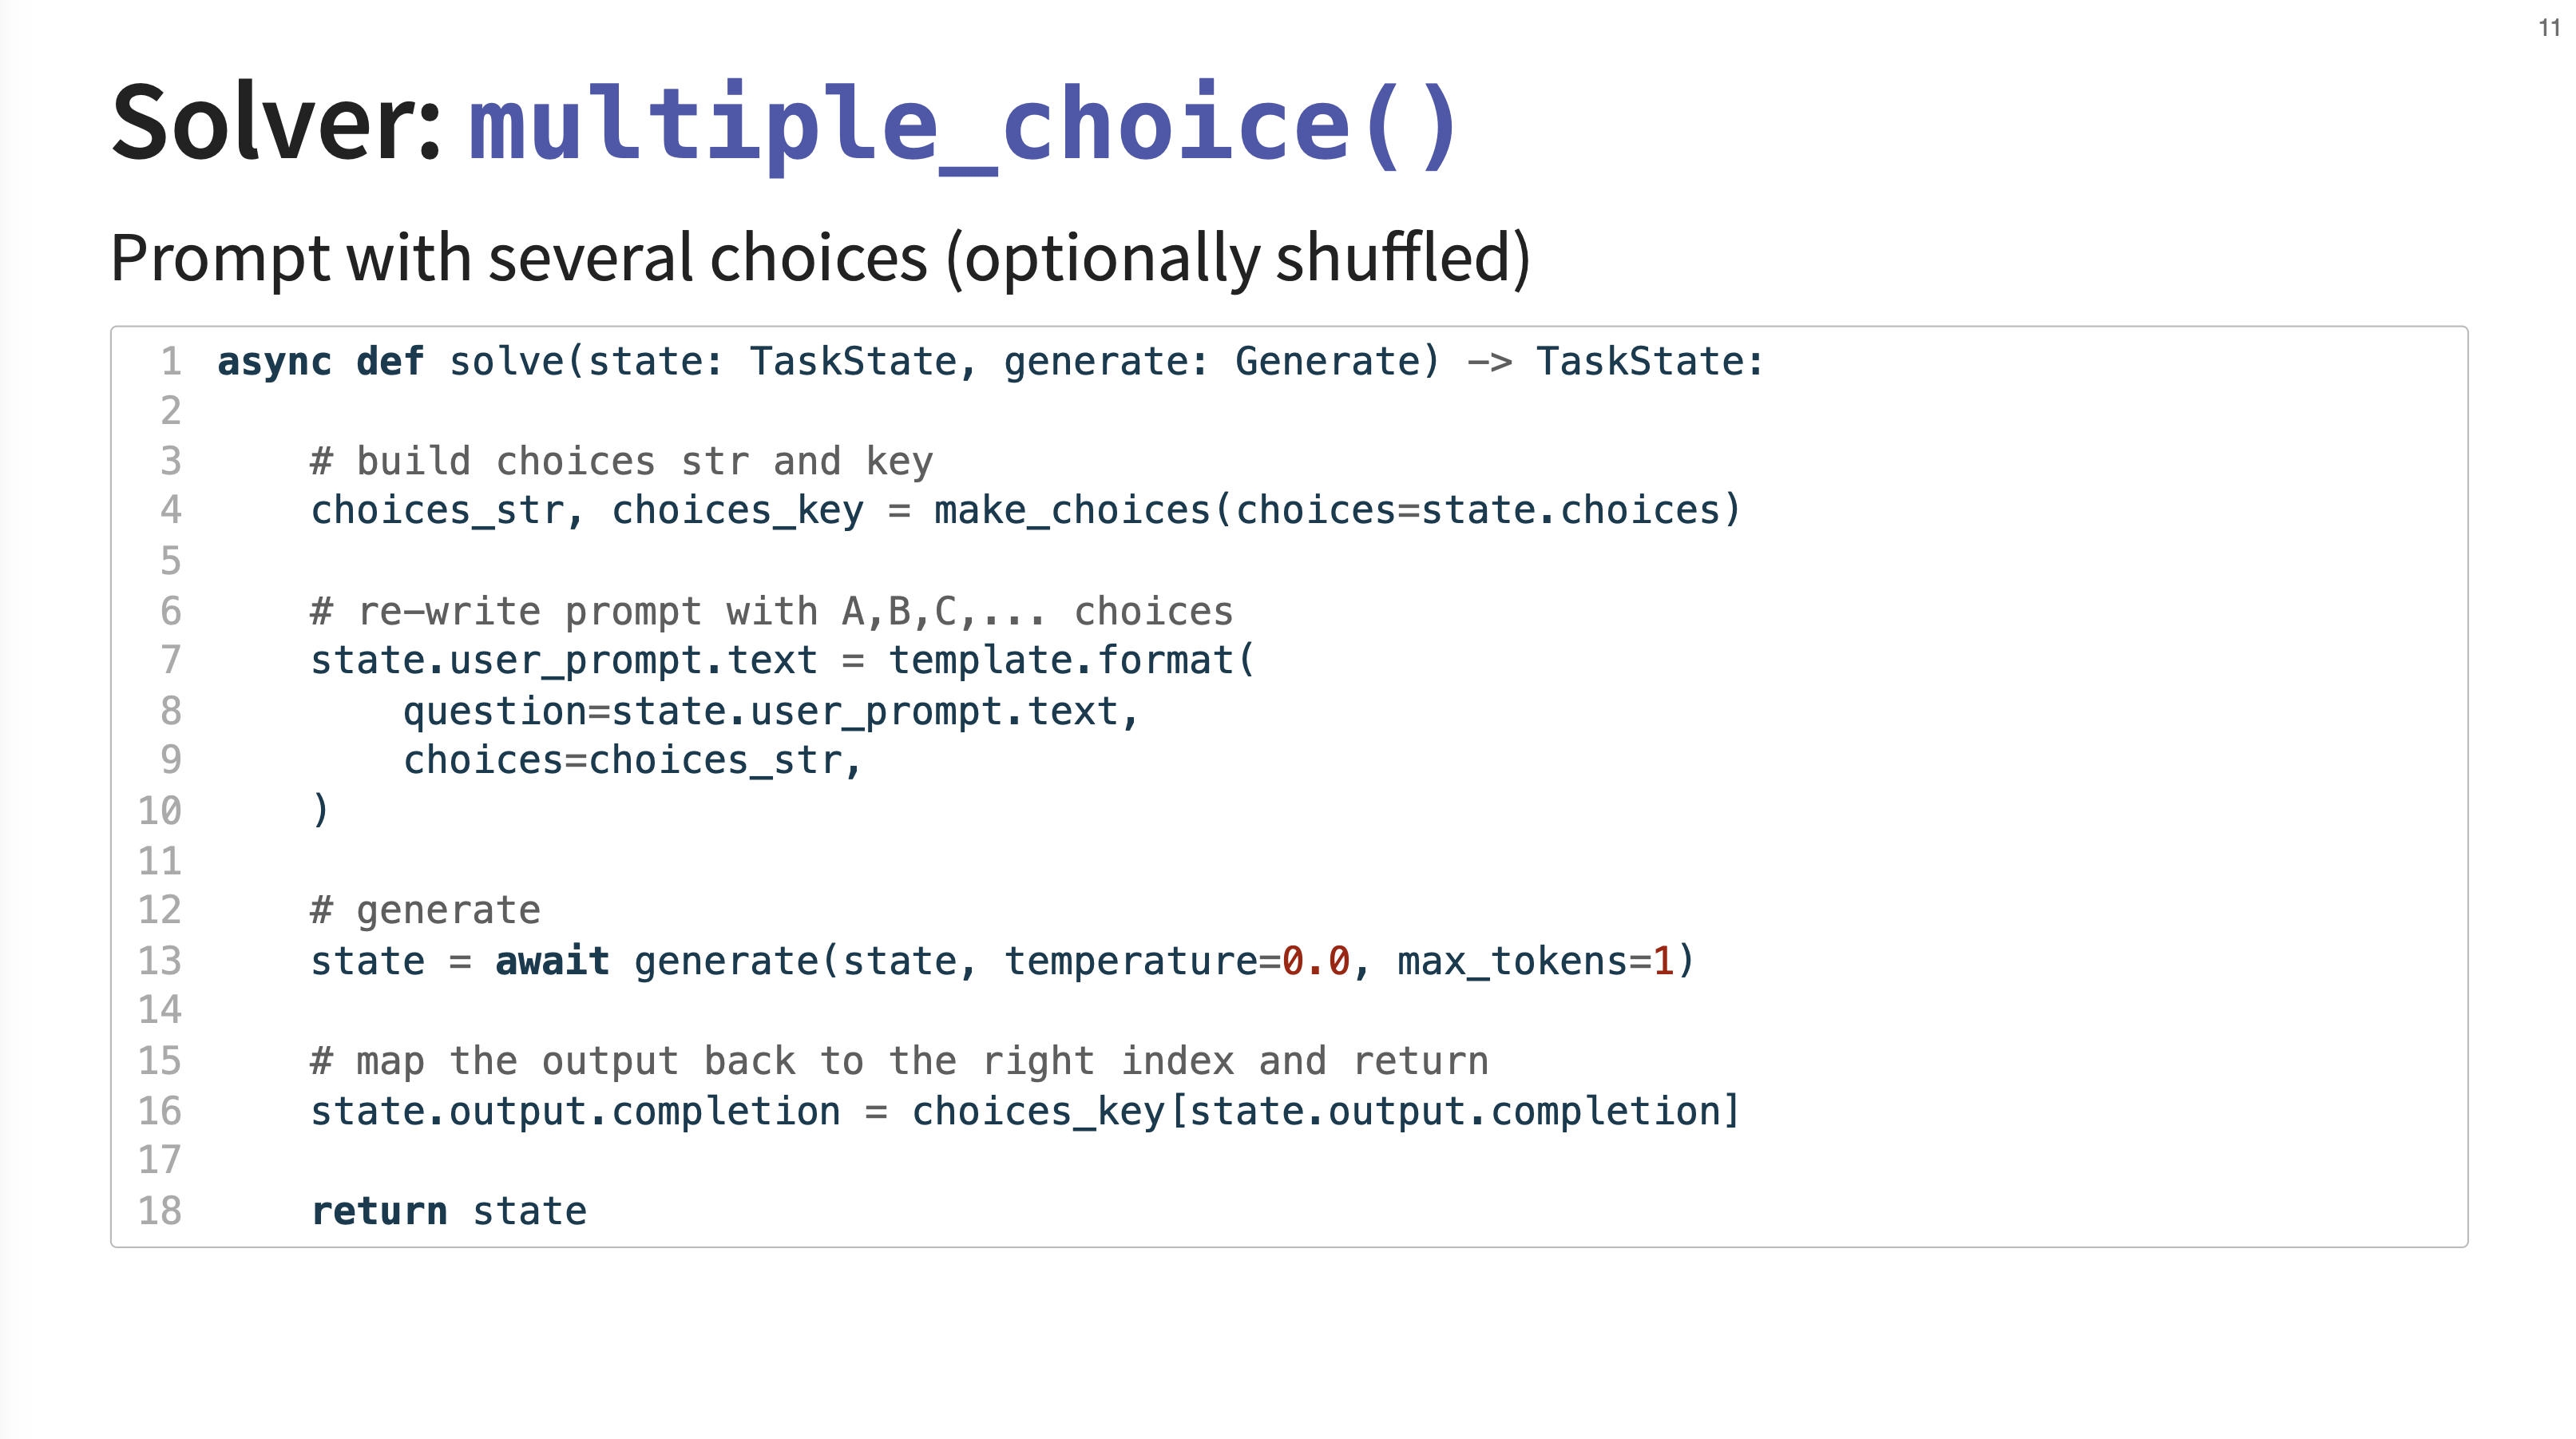 11
Solver: multiple_choice()
Prompt with several choices (optionally shuffled)
1 async def solve(state: TaskState, generate: Generate) -> TaskState:
2
3     # build choices str and key
4     choices_str, choices_key = make_choices(choices=state.choices)
5
6     # re-write prompt with A,B,C,... choices
7     state.user_prompt.text = template.format(
8         question=state.user_prompt.text,
9         choices=choices_str,
10     )
11
12     # generate
13     state = await generate(state, temperature=0.0, max_tokens=1)
14
15     # map the output back to the right index and return
16     state.output.completion = choices_key[state.output.completion]
17
18     return state